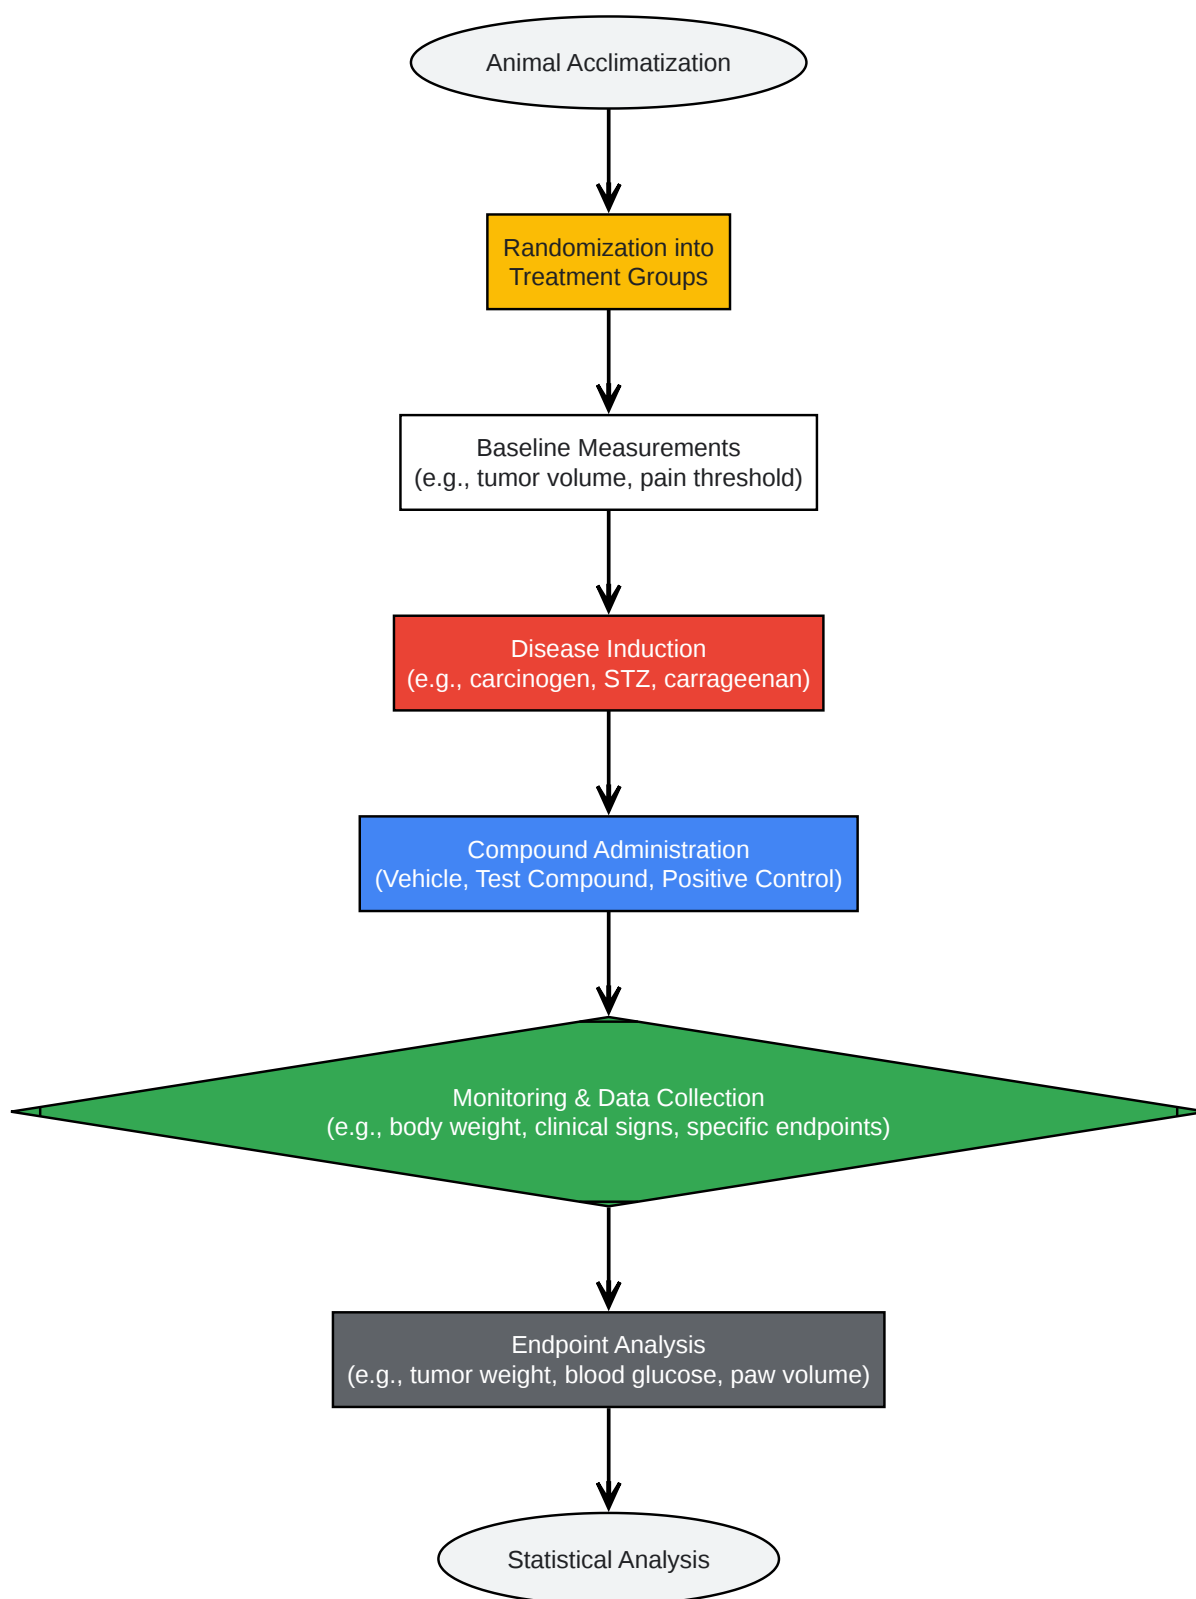 Animal Acclimatization
Randomization into
Treatment Groups
Baseline Measurements
(e.g., tumor volume, pain threshold)
Disease Induction
(e.g., carcinogen, STZ, carrageenan)
Compound Administration
(Vehicle, Test Compound, Positive Control)
Monitoring & Data Collection
(e.g., body weight, clinical signs, specific endpoints)
Endpoint Analysis
(e.g., tumor weight, blood glucose, paw volume)
Statistical Analysis